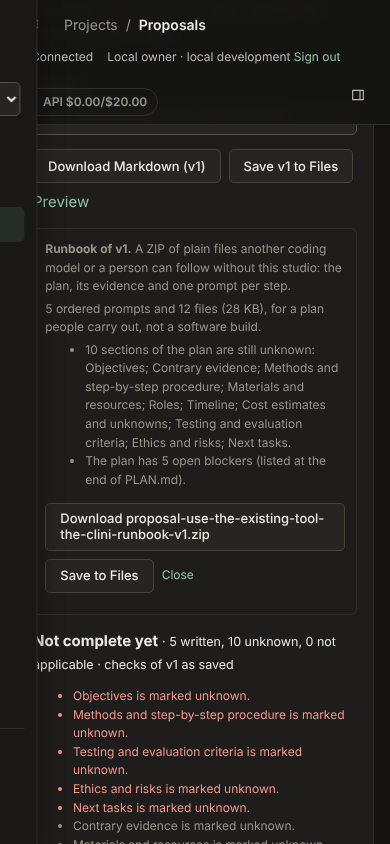 Projects / Proposals
Connected Local owner · local development Sign out
API $0.00/$20.00
Download Markdown (v1) Save v1 to Files
Preview
Runbook of v1. A ZIP of plain files another coding
model or a person can follow without this studio: the
plan, its evidence and one prompt per step.
5 ordered prompts and 12 files (28 KB), for a plan
people carry out, not a software build.
• 10 sections of the plan are still unknown:
Objectives; Contrary evidence; Methods and
step-by-step procedure; Materials and
resources; Roles; Timeline; Cost estimates
and unknowns; Testing and evaluation
criteria; Ethics and risks; Next tasks.
• The plan has 5 open blockers (listed at the
end of PLAN.md).
Download proposal-use-the-existing-tool-
the-clini-runbook-v1.zip
Save to Files Close
Not complete yet · 5 written, 10 unknown, 0 not
applicable · checks of v1 as saved
• Objectives is marked unknown.
• Methods and step-by-step procedure is marked
unknown.
• Testing and evaluation criteria is marked
unknown.
• Ethics and risks is marked unknown.
• Next tasks is marked unknown.
• Contrary evidence is marked unknown.
• Materials and resources is marked unknown.